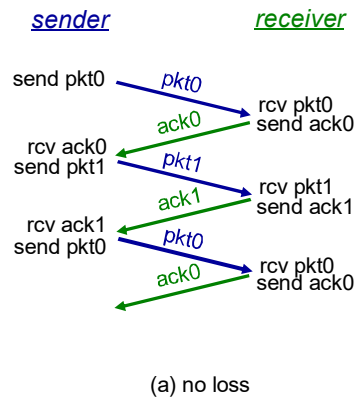 sender receiver
send pkt0
pkt0
rcv pkt0
send ack0
ack0
rcv ack0
send pkt1
pkt1
rcv pkt1
send ack1
ack1
rcv ack1
send pkt0
pkt0
rcv pkt0
send ack0
ack0
(a) no loss